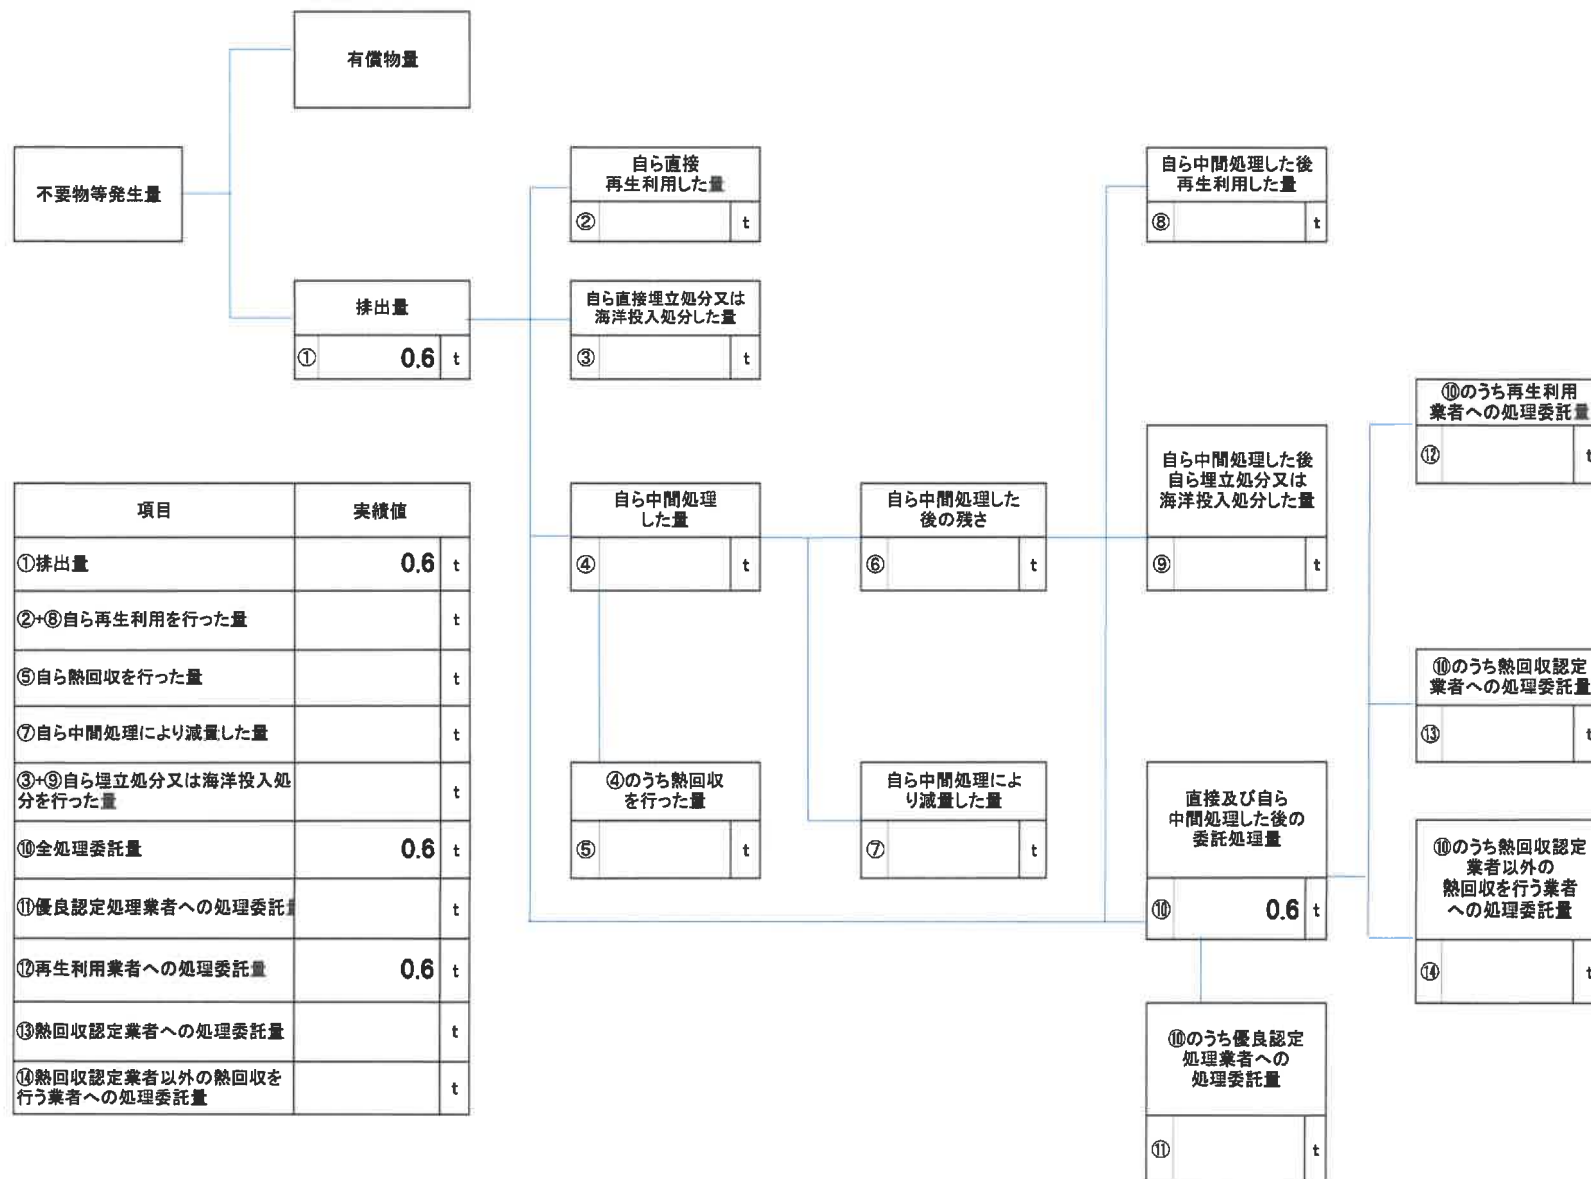 有償物量
不要物等発生量
排出量
① 0.6 t
自ら直接
再生利用した量
② t
自ら直接埋立処分又は
海洋投入処分した量
③ t
自ら中間処理した後
再生利用した量
⑧ t
⑩のうち再生利用
業者への処理委託量
⑫ t
自ら中間処理した後
自ら埋立処分又は
海洋投入処分した量
⑨ t
自ら中間処理
した量
④ t
自ら中間処理した
後の残さ
⑥ t
⑩のうち熱回収認定
業者への処理委託量
⑬ t
④のうち熱回収
を行った量
⑤ t
自ら中間処理によ
り減量した量
⑦ t
直接及び自ら
中間処理した後の
委託処理量
⑩ 0.6 t
⑩のうち熱回収認定
業者以外の
熱回収を行う業者
への処理委託量
⑭ t
⑩のうち優良認定
処理業者への
処理委託量
⑪ t
項目 実績値
①排出量 0.6 t
②+⑧自ら再生利用を行った量 t
⑤自ら熱回収を行った量 t
⑦自ら中間処理により減量した量 t
③+⑨自ら埋立処分又は海洋投入処
分を行った量 t
⑩全処理委託量 0.6 t
⑪優良認定処理業者への処理委託量 t
⑫再生利用業者への処理委託量 0.6 t
⑬熱回収認定業者への処理委託量 t
⑭熱回収認定業者以外の熱回収を
行う業者への処理委託量 t